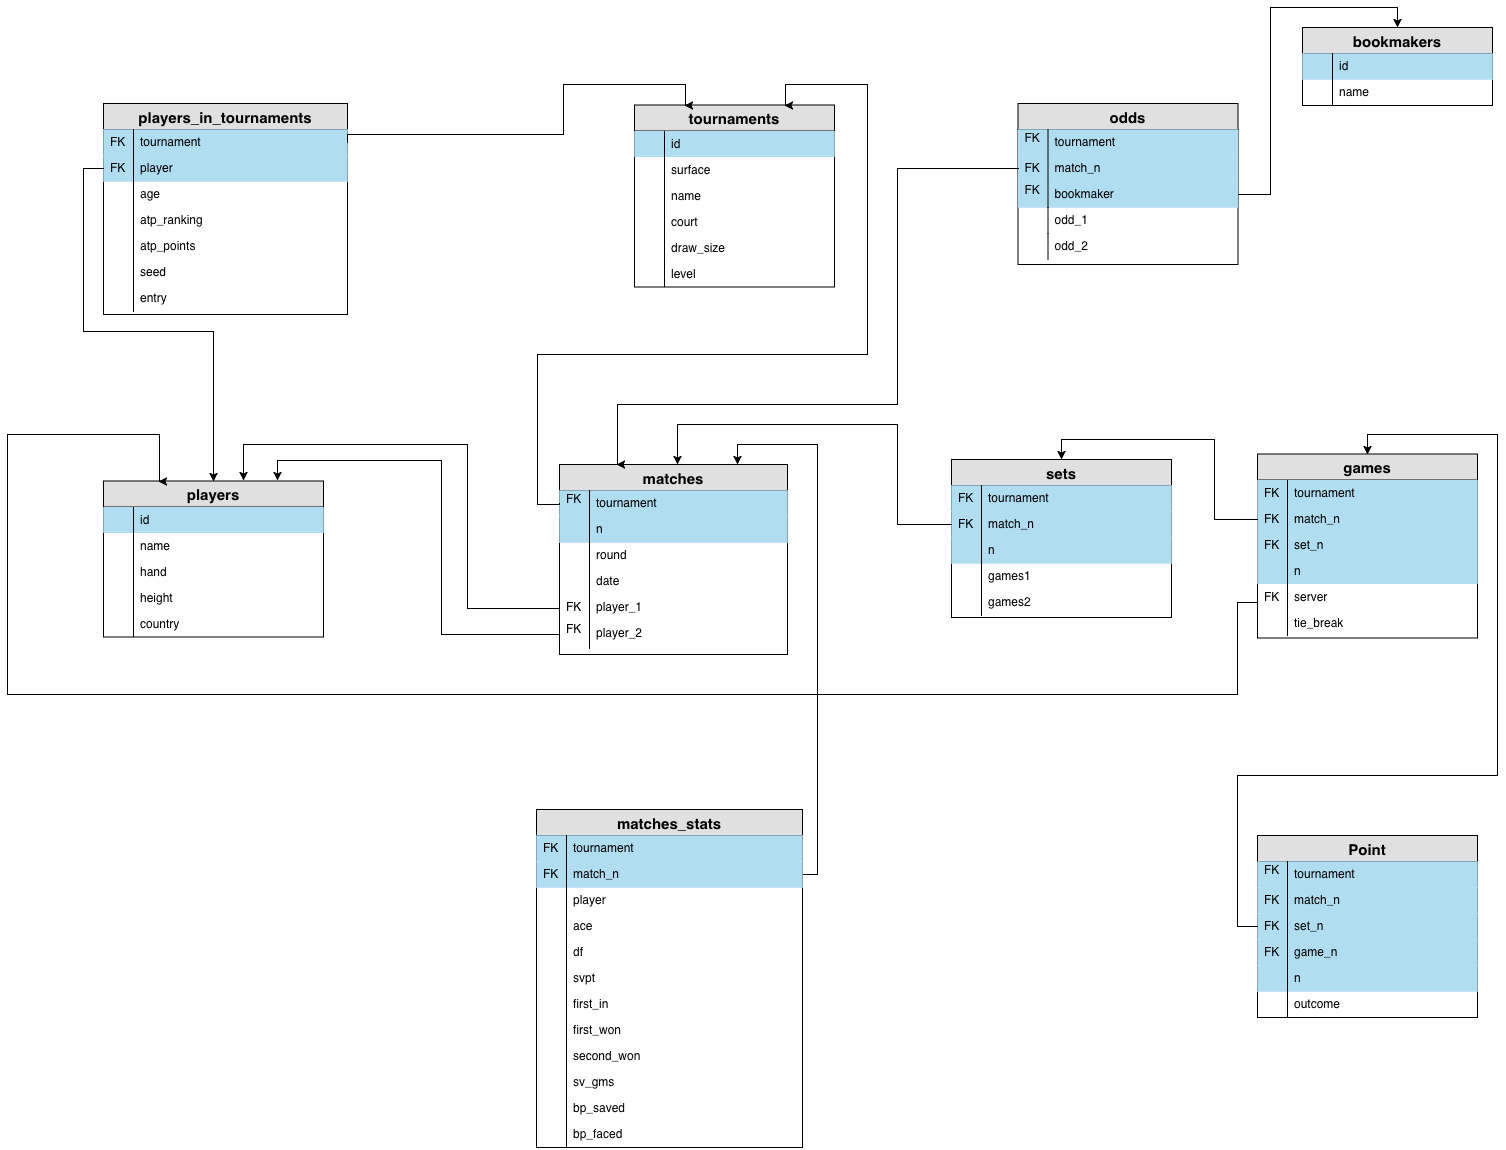 bookmakers
id
name
players_in_tournaments
FK tournament
FK player
age
atp_ranking
atp_points
seed
entry
tournaments
id
surface
name
court
draw_size
level
odds
FK tournament
FK match_n
FK bookmaker
odd_1
odd_2
players
id
name
hand
height
country
matches
FK tournament
n
round
date
FK player_1
FK player_2
sets
FK tournament
FK match_n
n
games1
games2
games
FK tournament
FK match_n
FK set_n
n
FK server
tie_break
matches_stats
FK tournament
FK match_n
player
ace
df
svpt
first_in
first_won
second_won
sv_gms
bp_saved
bp_faced
Point
FK tournament
FK match_n
FK set_n
FK game_n
n
outcome